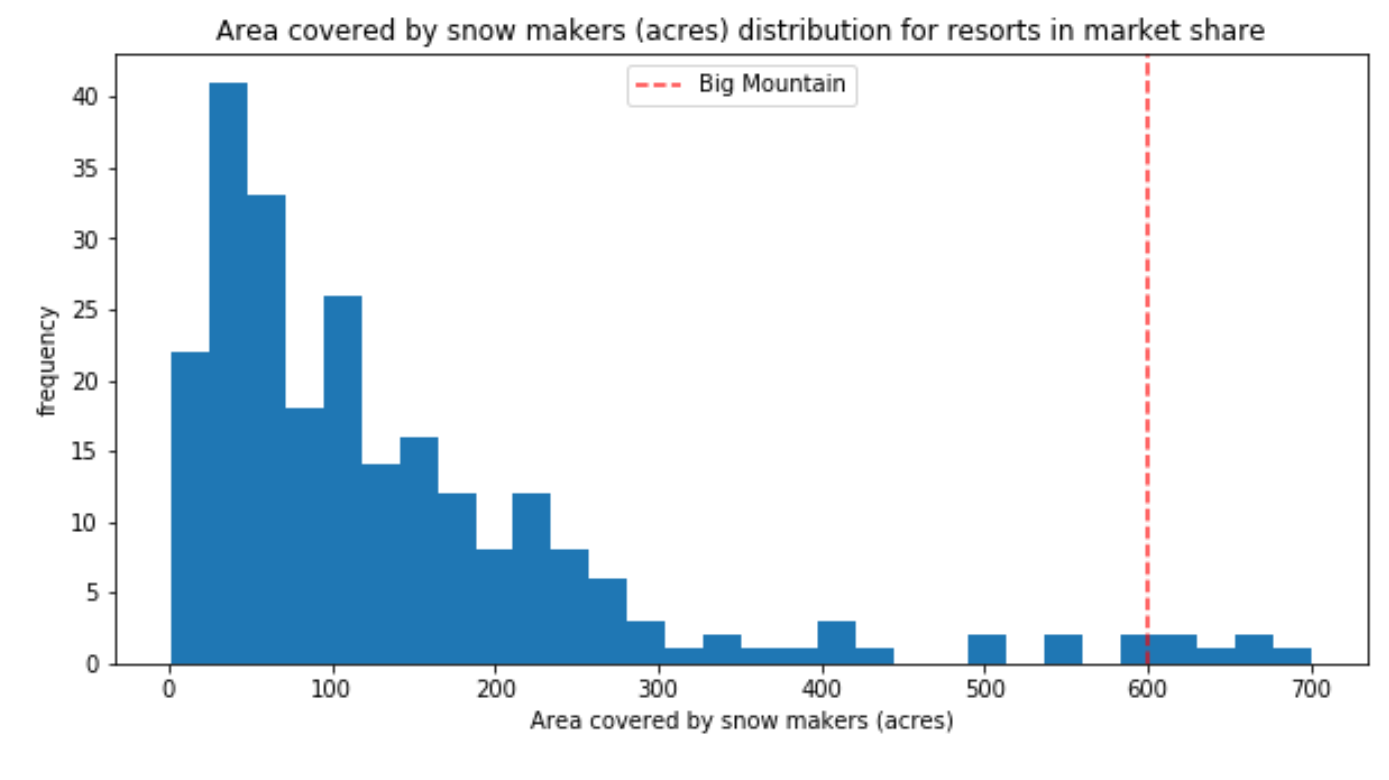 Area covered by snow makers (acres) distribution for resorts in market share
Big Mountain
40
35
30
25
20
15
10
5
0
frequency
0 100 200 300 400 500 600 700
Area covered by snow makers (acres)